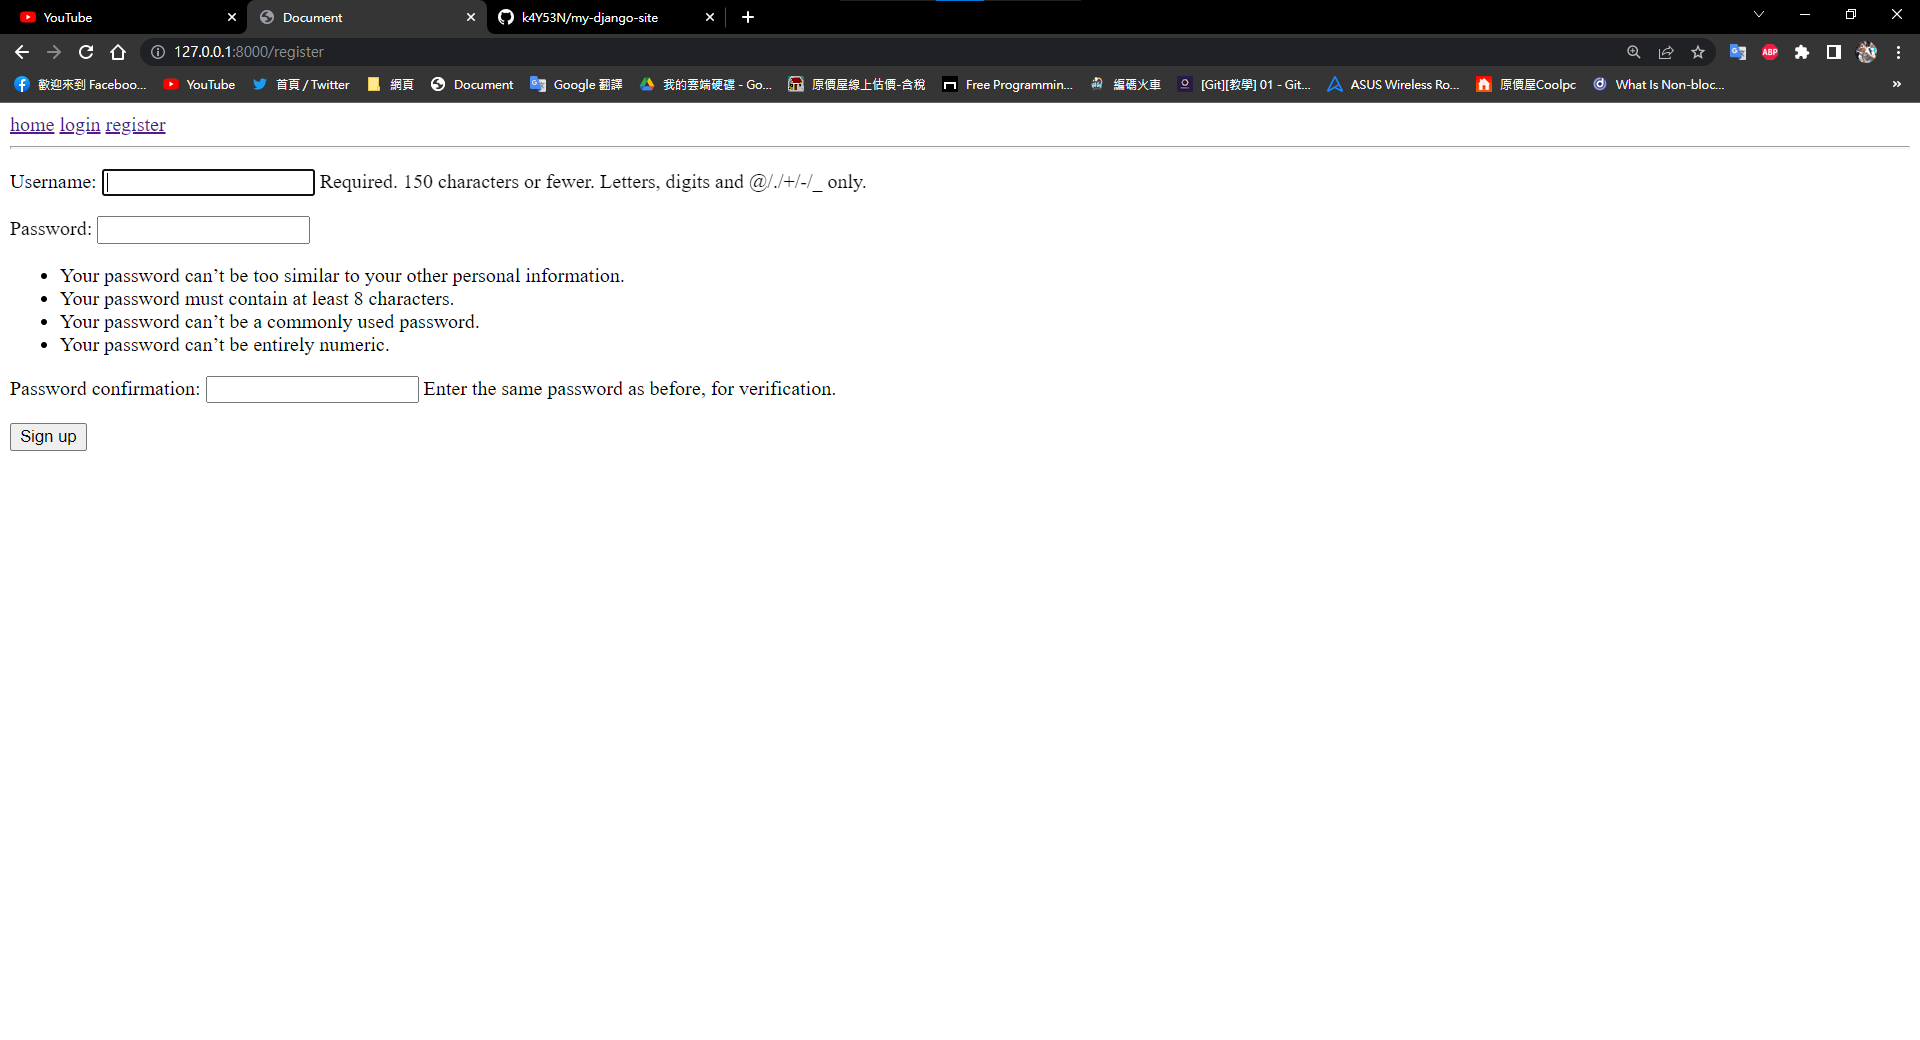 YouTube
Document
k4Y53N/my-django-site
127.0.0.1:8000/register
ABP
歡迎來到 Faceboo...
YouTube
首頁 / Twitter
網頁
Document
Google 翻譯
我的雲端硬碟 - Go...
原價屋線上估價-含稅
Free Programmin...
編碼火車
[Git][教學] 01 - Git...
ASUS Wireless Ro...
原價屋Coolpc
What Is Non-bloc...
»
home login register
Username: Required. 150 characters or fewer. Letters, digits and @/./+/-/_ only.
Password:
• Your password can’t be too similar to your other personal information.
• Your password must contain at least 8 characters.
• Your password can’t be a commonly used password.
• Your password can’t be entirely numeric.
Password confirmation: Enter the same password as before, for verification.
Sign up